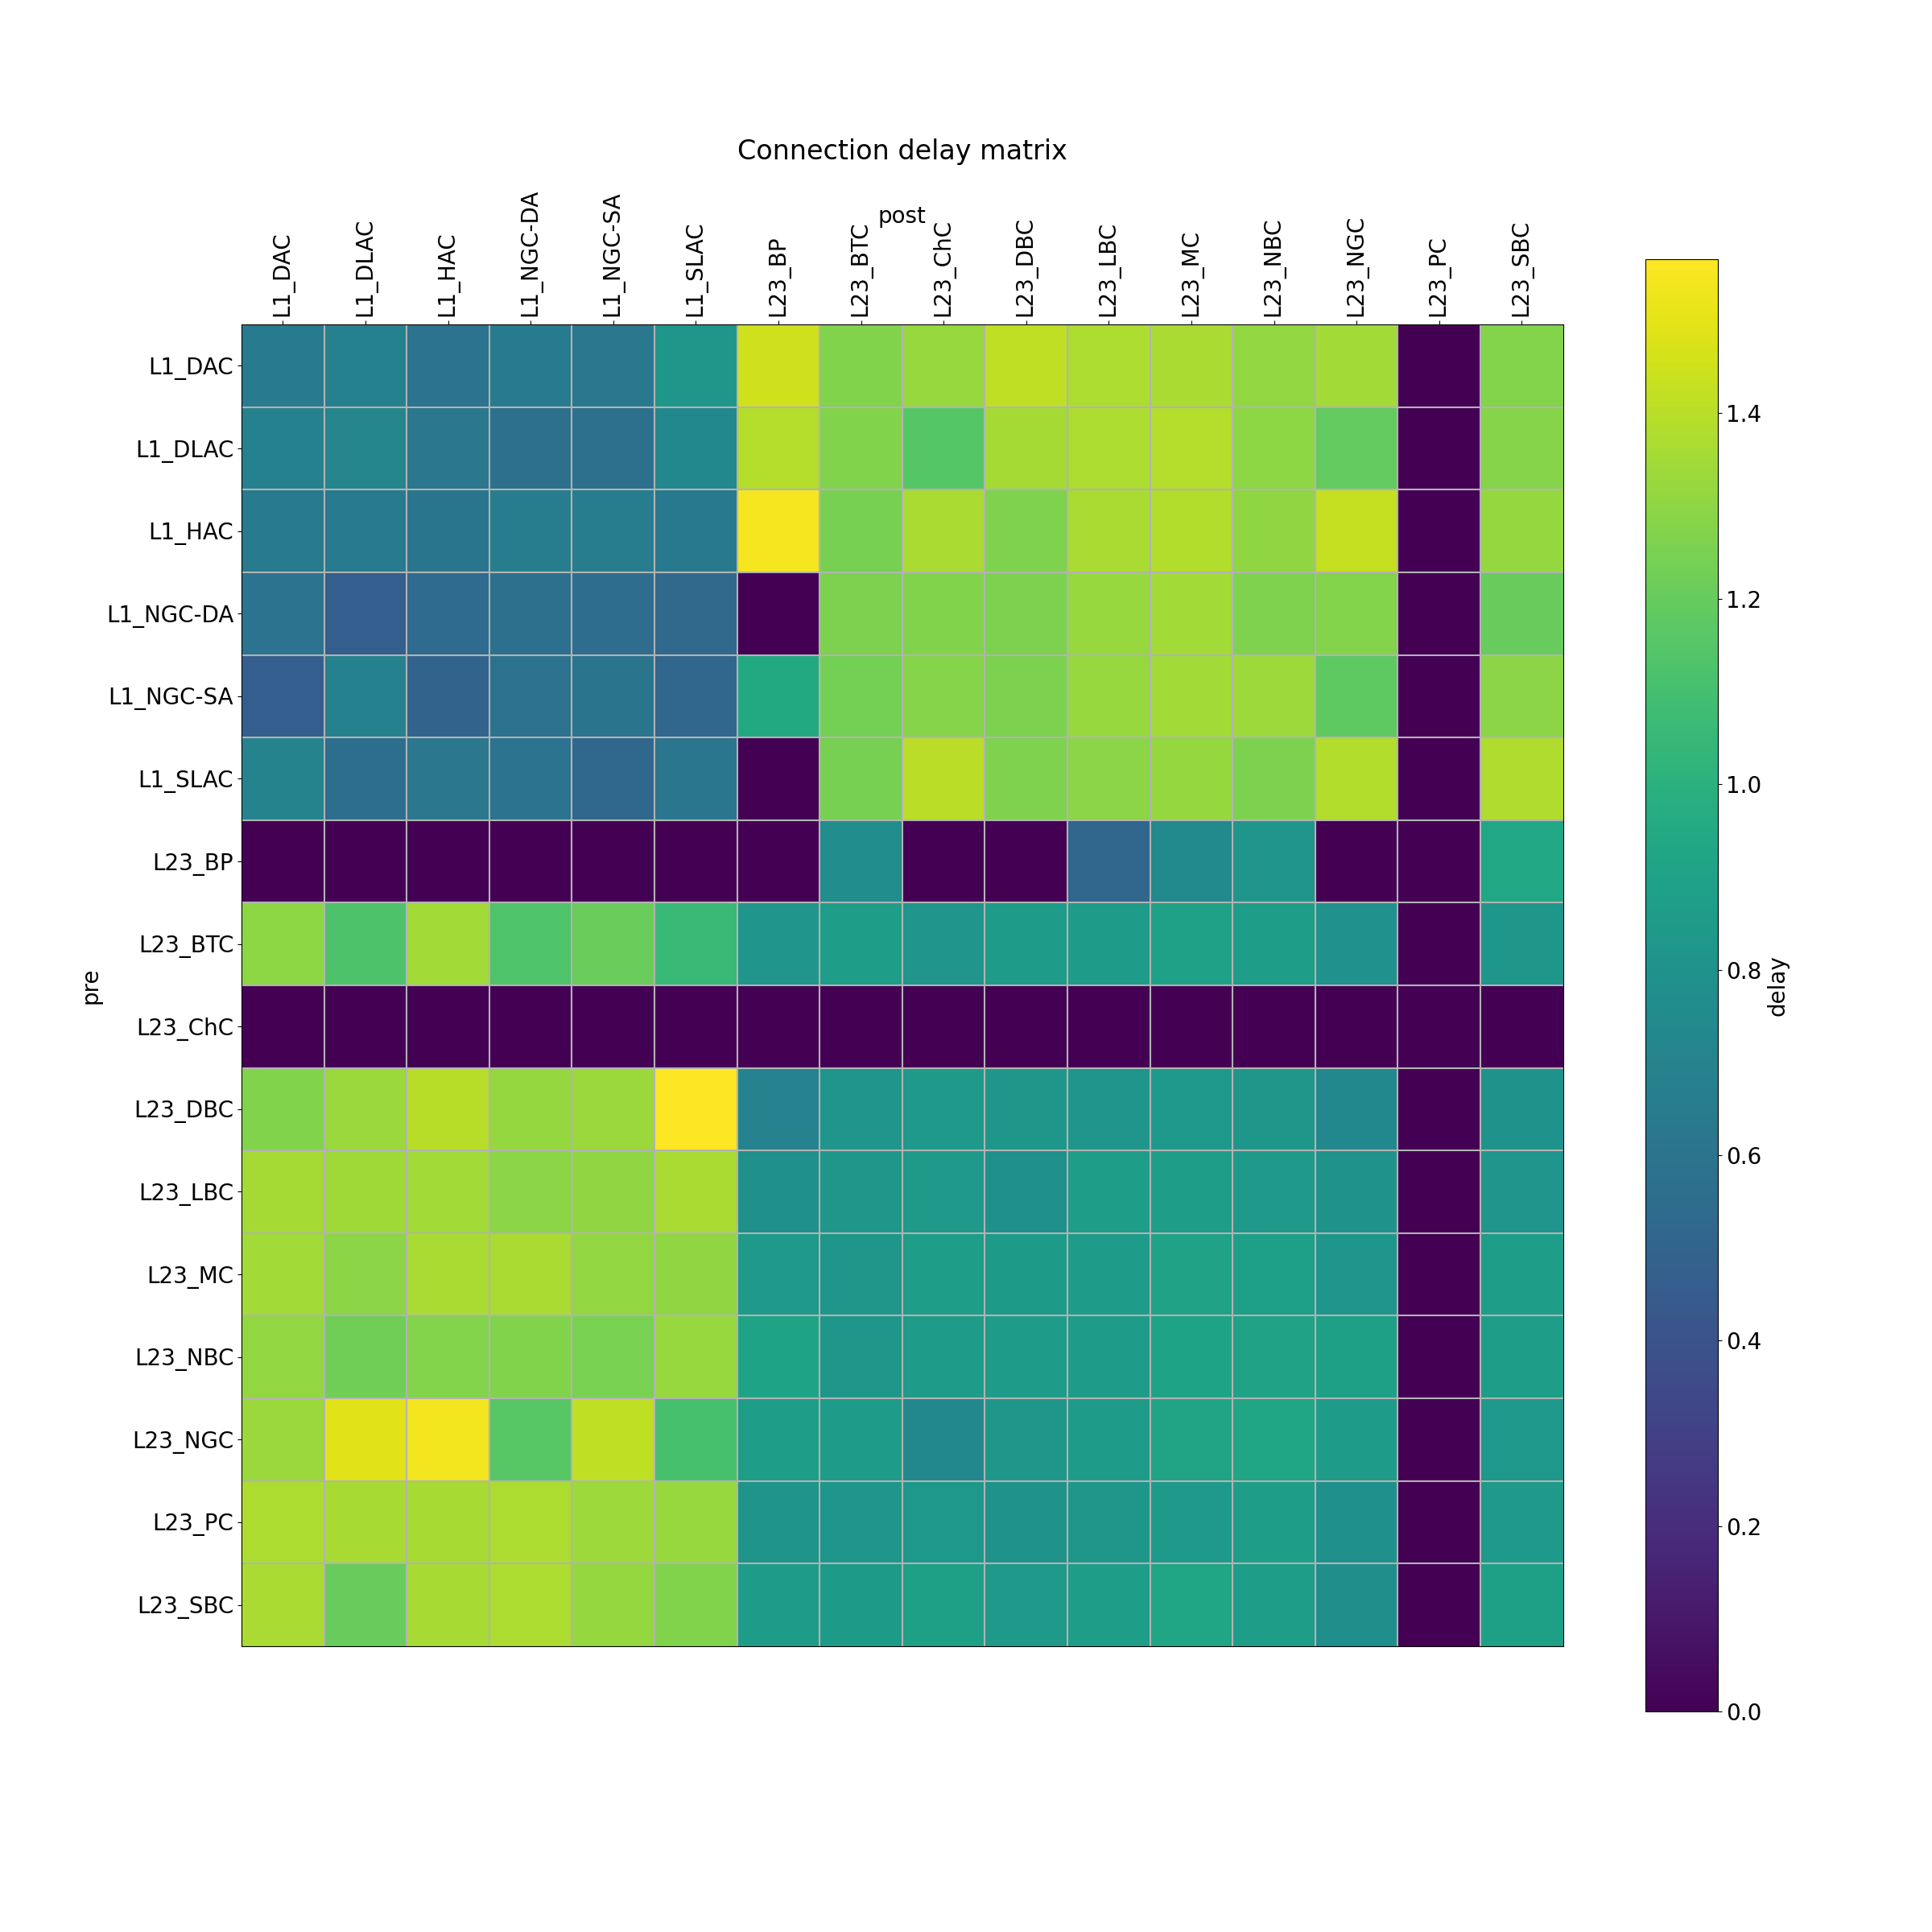 Connection delay matrix
post
L1_DAC
L1_DLAC
L1_HAC
L1_NGC-DA
L1_NGC-SA
L1_SLAC
L23_BP
L23_BTC
L23_ChC
L23_DBC
L23_LBC
L23_MC
L23_NBC
L23_NGC
L23_PC
L23_SBC
pre
L1_DAC
L1_DLAC
L1_HAC
L1_NGC-DA
L1_NGC-SA
L1_SLAC
L23_BP
L23_BTC
L23_ChC
L23_DBC
L23_LBC
L23_MC
L23_NBC
L23_NGC
L23_PC
L23_SBC
1.4
1.2
1.0
0.8
0.6
0.4
0.2
0.0
delay